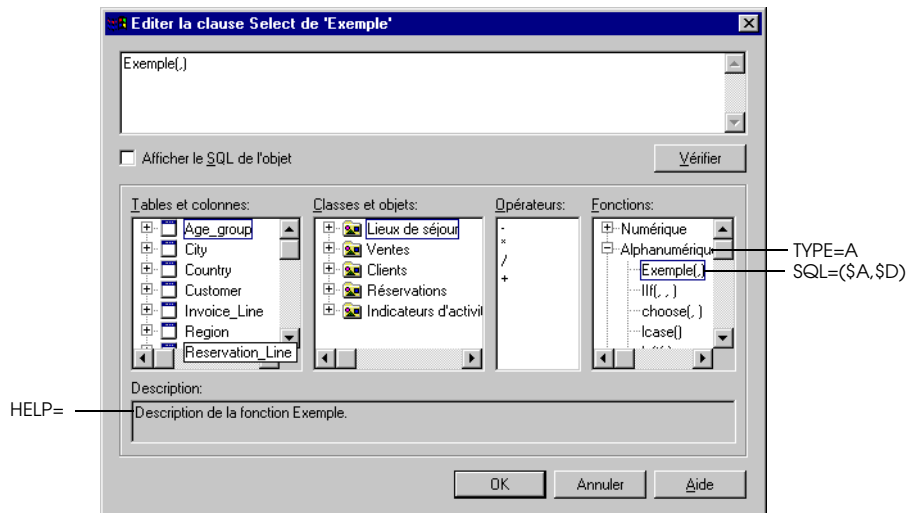 Editer la clause Select de 'Exemple'
Exemple(,)
Afficher le SQL de l'objet
Vérifier
Tables et colonnes:
Age_group
City
Country
Customer
Invoice_Line
Region
Reservation_Line
Classes et objets:
Lieux de séjour
Ventes
Clients
Réservations
Indicateurs d'activi
Opérateurs:
-
*
/
+
Fonctions:
Numérique
Alphanumériqu
Exemple(,)
IIf(, , )
choose(, )
lcase()
TYPE=A
SQL=($A,$D)
Description:
HELP=
Description de la fonction Exemple.
OK
Annuler
Aide